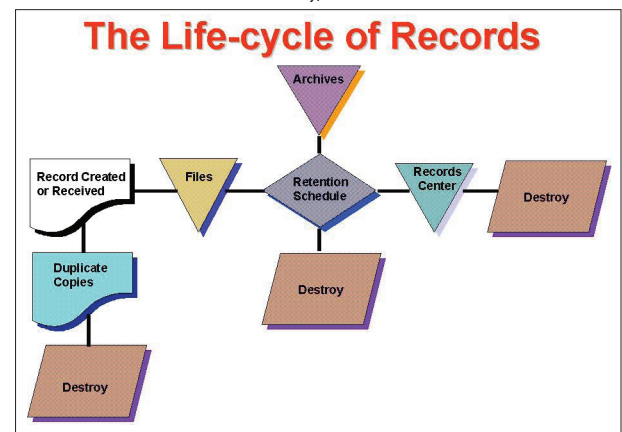 The Life-cycle of Records
Archives
Record Created
or Received
Files
Retention
Schedule
Records
Center
Destroy
Duplicate
Copies
Destroy
Destroy